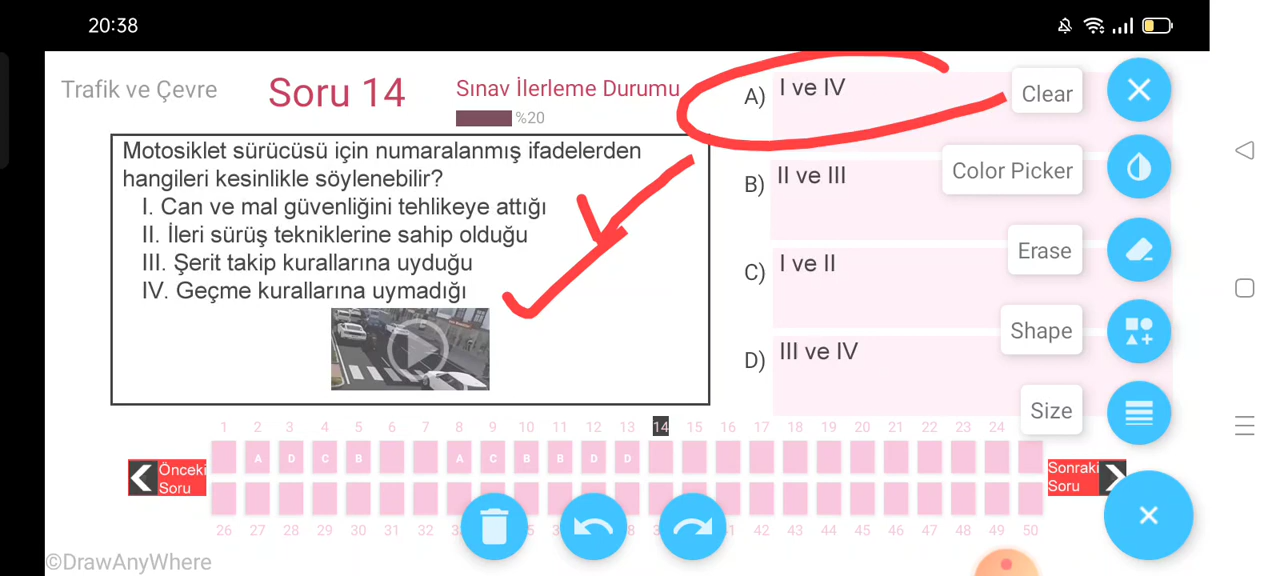 20:38
Trafik ve Çevre
Soru 14
Sınav İlerleme Durumu
%20
Motosiklet sürücüsü için numaralanmış ifadelerden
hangileri kesinlikle söylenebilir?
I. Can ve mal güvenliğini tehlikeye attığı
II. İleri sürüş tekniklerine sahip olduğu
III. Şerit takip kurallarına uyduğu
IV. Geçme kurallarına uymadığı
A) I ve IV
B) II ve III
C) I ve II
D) III ve IV
Clear
Color Picker
Erase
Shape
Size
1 2 3 4 5 6 7 8 9 10 11 12 13 14 15 16 17 18 19 20 21 22 23 24
A D C B A C B B D D
Önceki
Soru
Sonraki
Soru
26 27 28 29 30 31 32 42 43 44 45 46 47 48 49 50
©DrawAnyWhere